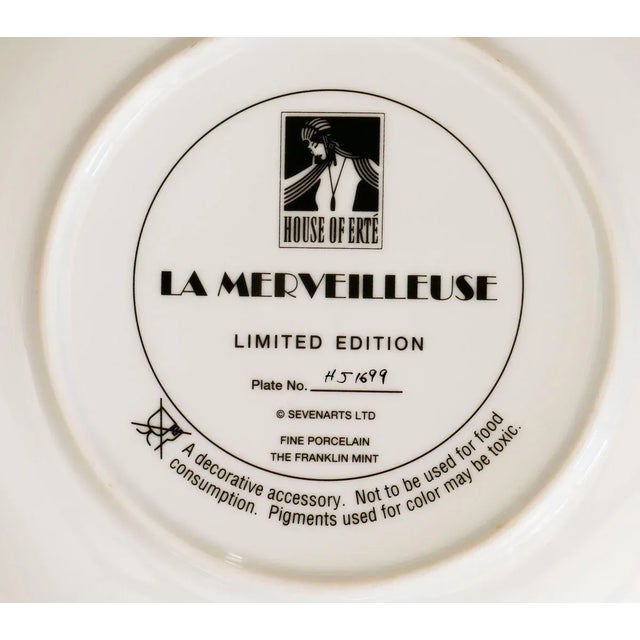 HOUSE OF ERTÉ
LA MERVEILLEUSE
LIMITED EDITION
Plate No. HJ1699
© SEVENARTS LTD
FINE PORCELAIN
THE FRANKLIN MINT
A decorative accessory. Not to be used for food
consumption. Pigments used for color may be toxic.